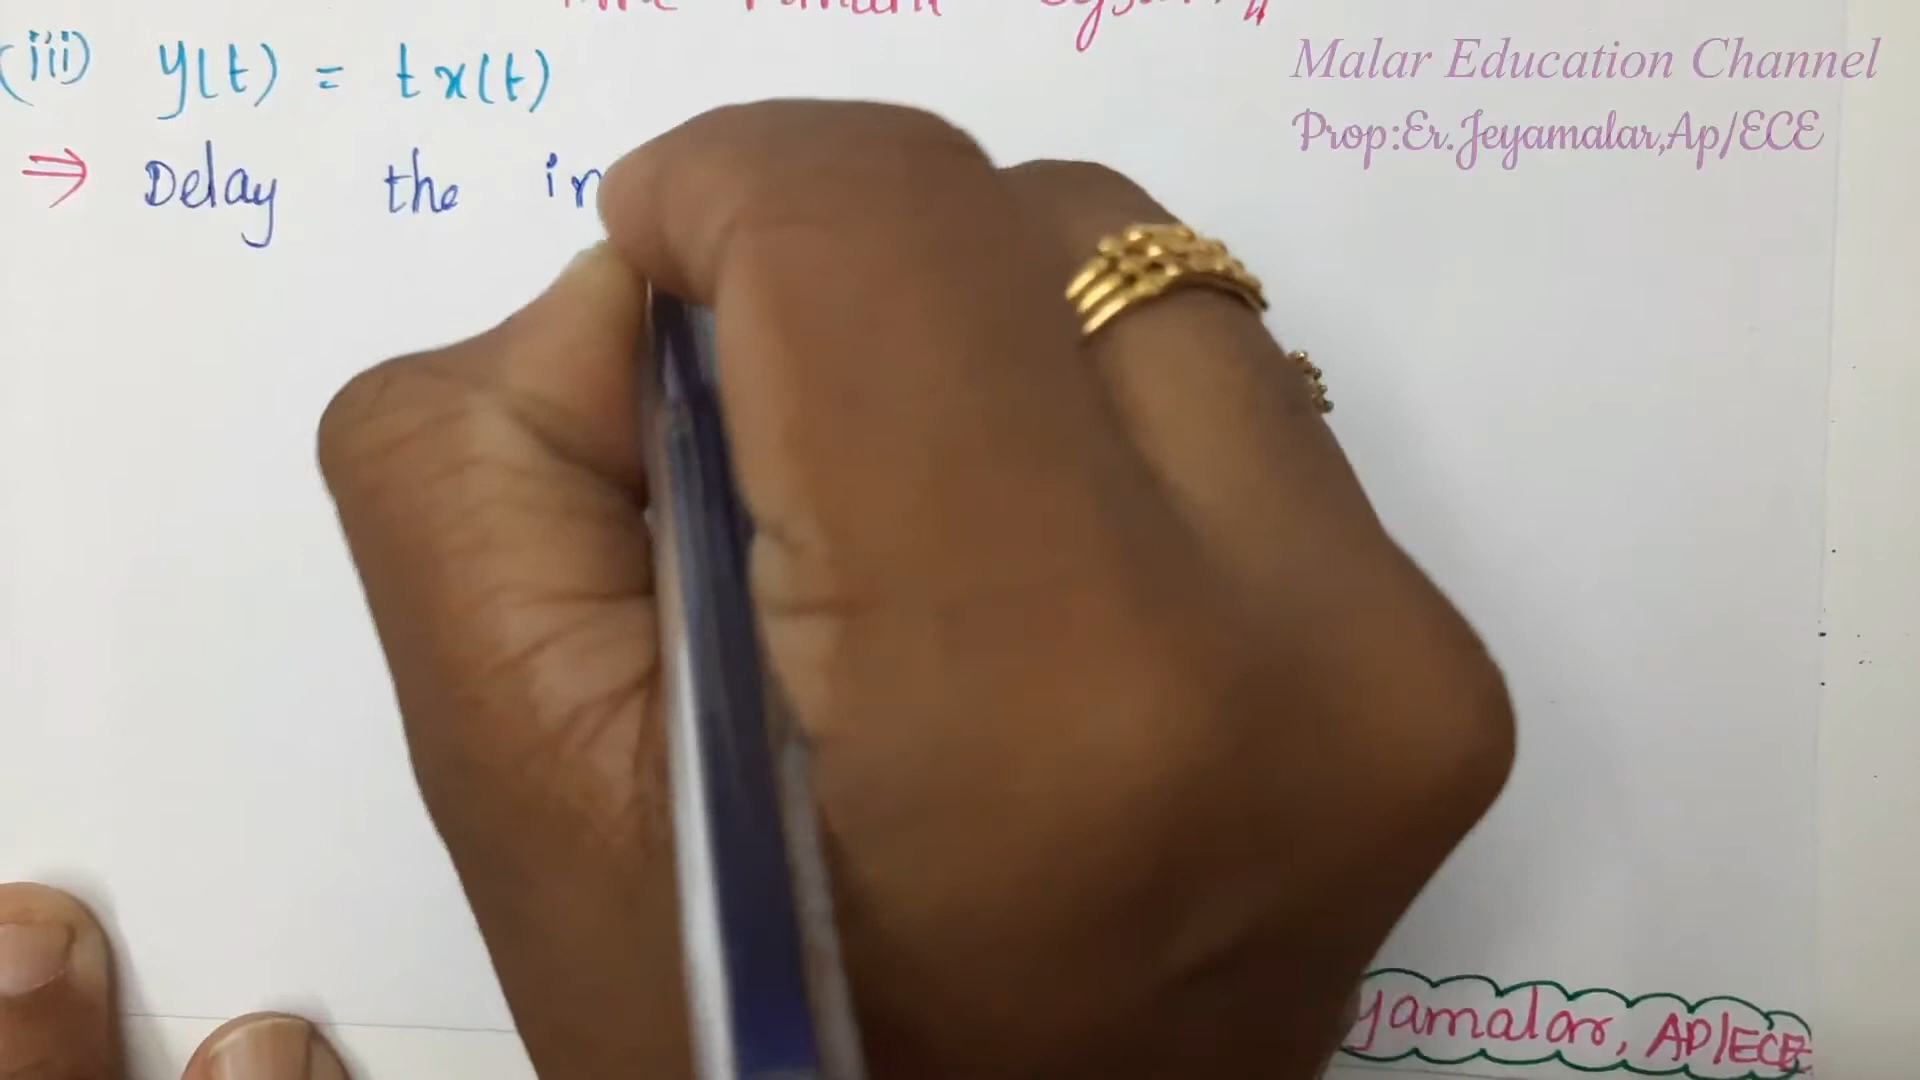 (iii) y(t) = t x(t)
Malar Education Channel
Prop:Er.Jeyamalar,Ap/ECE
⇒ Delay the in
yamalar, AP/ECE